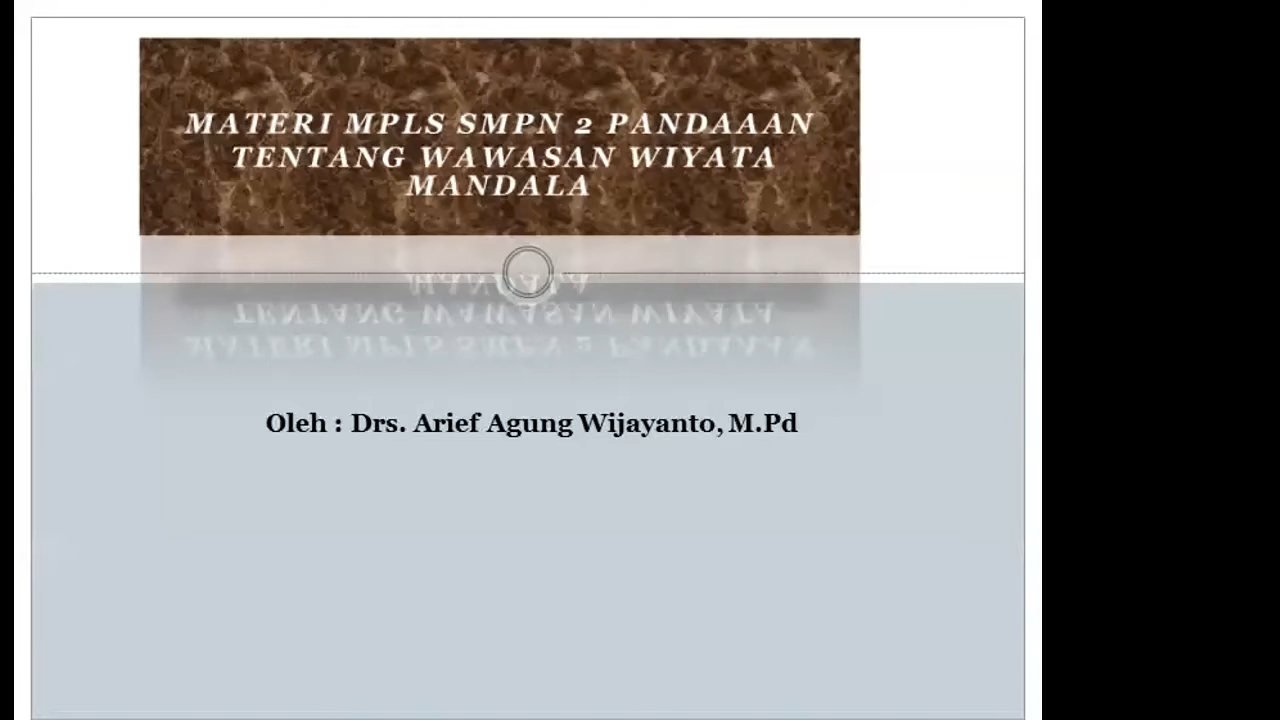 MATERI MPLS SMPN 2 PANDAAAN
TENTANG WAWASAN WIYATA
MANDALA
Oleh : Drs. Arief Agung Wijayanto, M.Pd